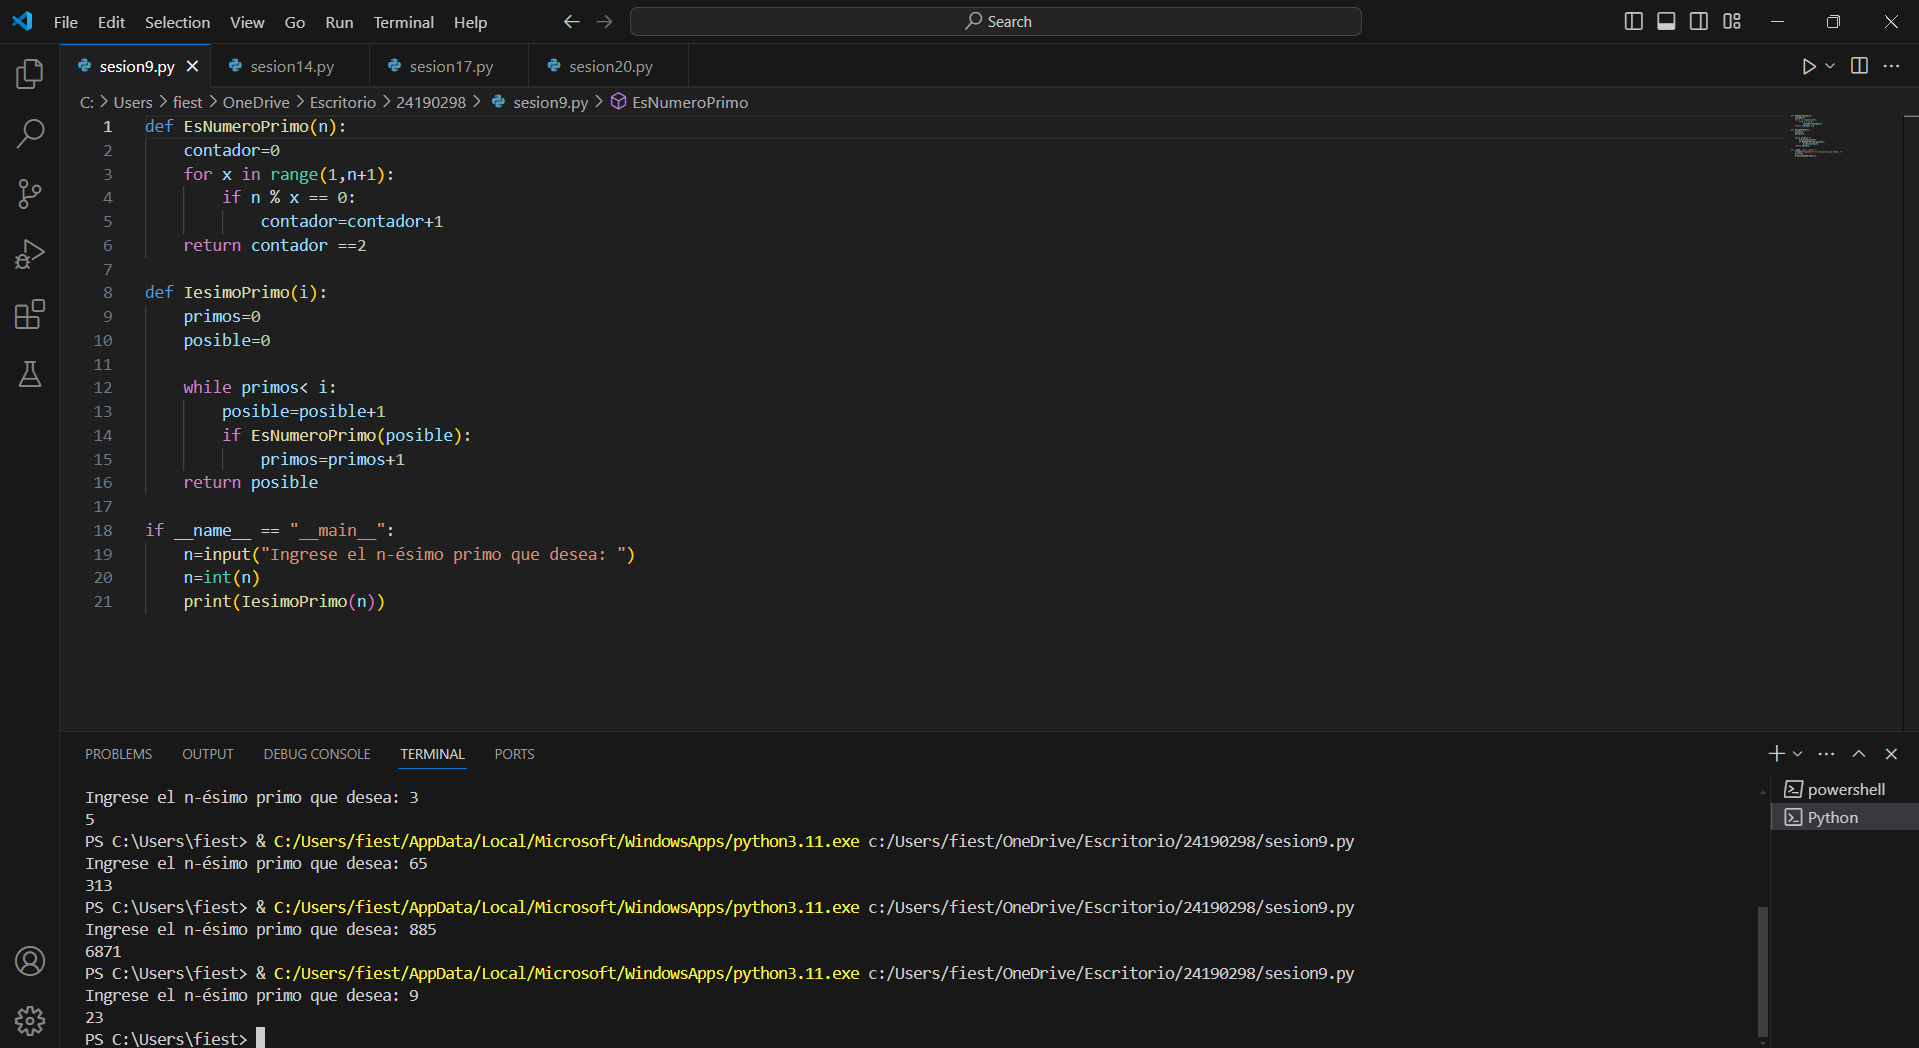 File Edit Selection View Go Run Terminal Help Search
sesion9.py sesion14.py sesion17.py sesion20.py
C: > Users > fiest > OneDrive > Escritorio > 24190298 > sesion9.py > EsNumeroPrimo
1 def EsNumeroPrimo(n):
2     contador=0
3     for x in range(1,n+1):
4         if n % x == 0:
5             contador=contador+1
6     return contador ==2
7
8 def IesimoPrimo(i):
9     primos=0
10     posible=0
11
12     while primos< i:
13         posible=posible+1
14         if EsNumeroPrimo(posible):
15             primos=primos+1
16     return posible
17
18 if __name__ == "__main__":
19     n=input("Ingrese el n-ésimo primo que desea: ")
20     n=int(n)
21     print(IesimoPrimo(n))
PROBLEMS OUTPUT DEBUG CONSOLE TERMINAL PORTS
powershell
Python
Ingrese el n-ésimo primo que desea: 3
5
PS C:\Users\fiest> & C:/Users/fiest/AppData/Local/Microsoft/WindowsApps/python3.11.exe c:/Users/fiest/OneDrive/Escritorio/24190298/sesion9.py
Ingrese el n-ésimo primo que desea: 65
313
PS C:\Users\fiest> & C:/Users/fiest/AppData/Local/Microsoft/WindowsApps/python3.11.exe c:/Users/fiest/OneDrive/Escritorio/24190298/sesion9.py
Ingrese el n-ésimo primo que desea: 885
6871
PS C:\Users\fiest> & C:/Users/fiest/AppData/Local/Microsoft/WindowsApps/python3.11.exe c:/Users/fiest/OneDrive/Escritorio/24190298/sesion9.py
Ingrese el n-ésimo primo que desea: 9
23
PS C:\Users\fiest>